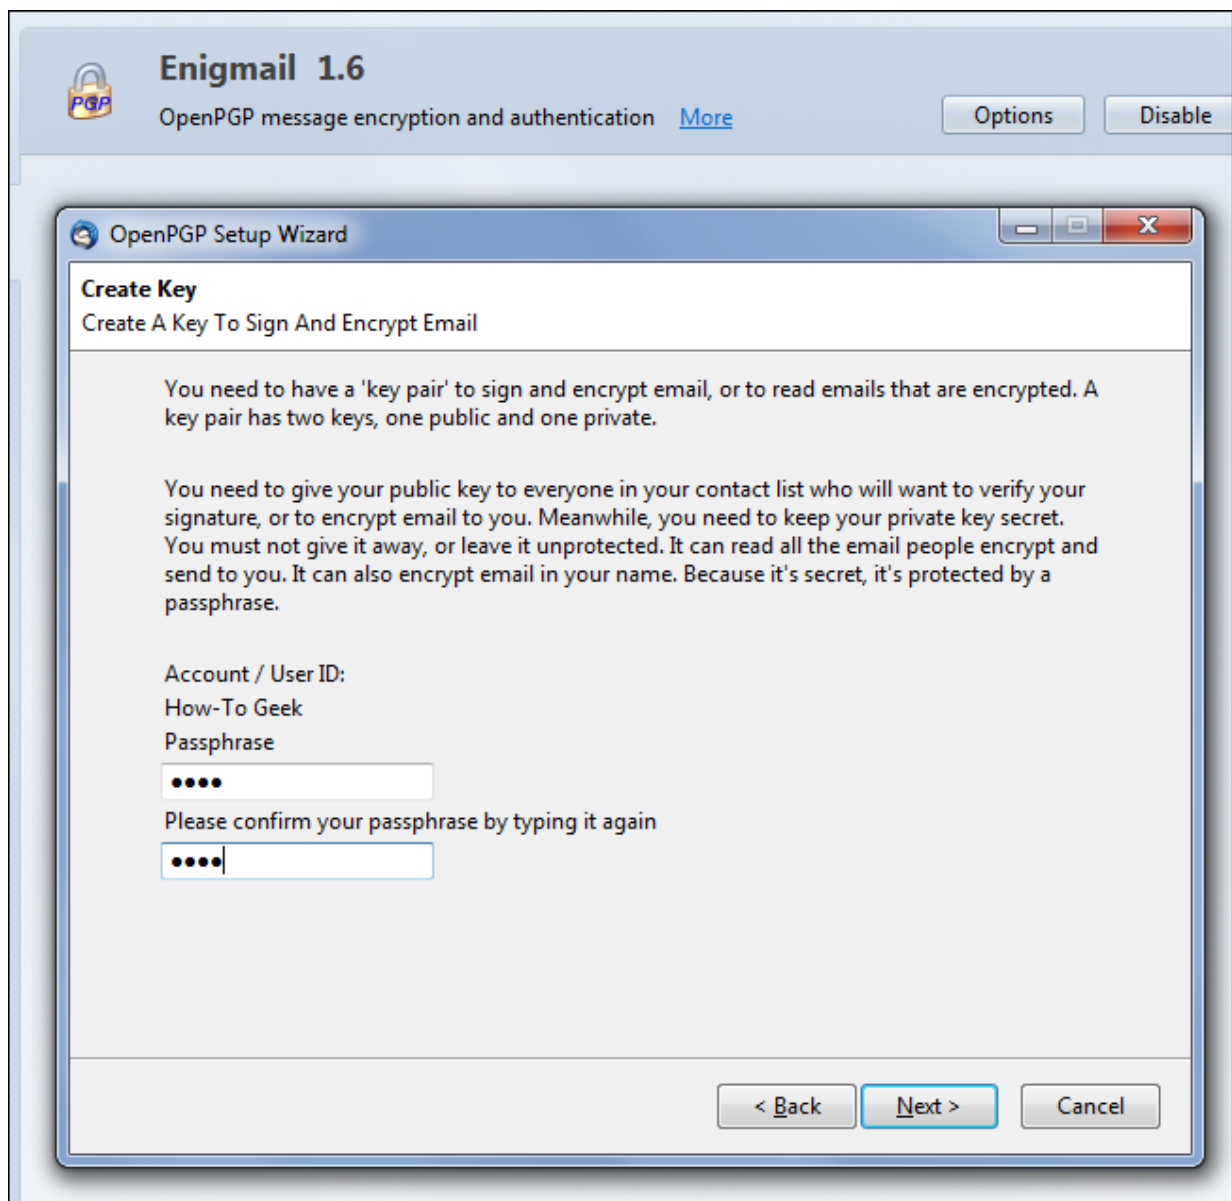 Enigmail 1.6
PGP
OpenPGP message encryption and authentication More
Options
Disable
OpenPGP Setup Wizard
Create Key
Create A Key To Sign And Encrypt Email
You need to have a 'key pair' to sign and encrypt email, or to read emails that are encrypted. A
key pair has two keys, one public and one private.
You need to give your public key to everyone in your contact list who will want to verify your
signature, or to encrypt email to you. Meanwhile, you need to keep your private key secret.
You must not give it away, or leave it unprotected. It can read all the email people encrypt and
send to you. It can also encrypt email in your name. Because it's secret, it's protected by a
passphrase.
Account / User ID:
How-To Geek
Passphrase
••••
Please confirm your passphrase by typing it again
••••
< Back
Next >
Cancel